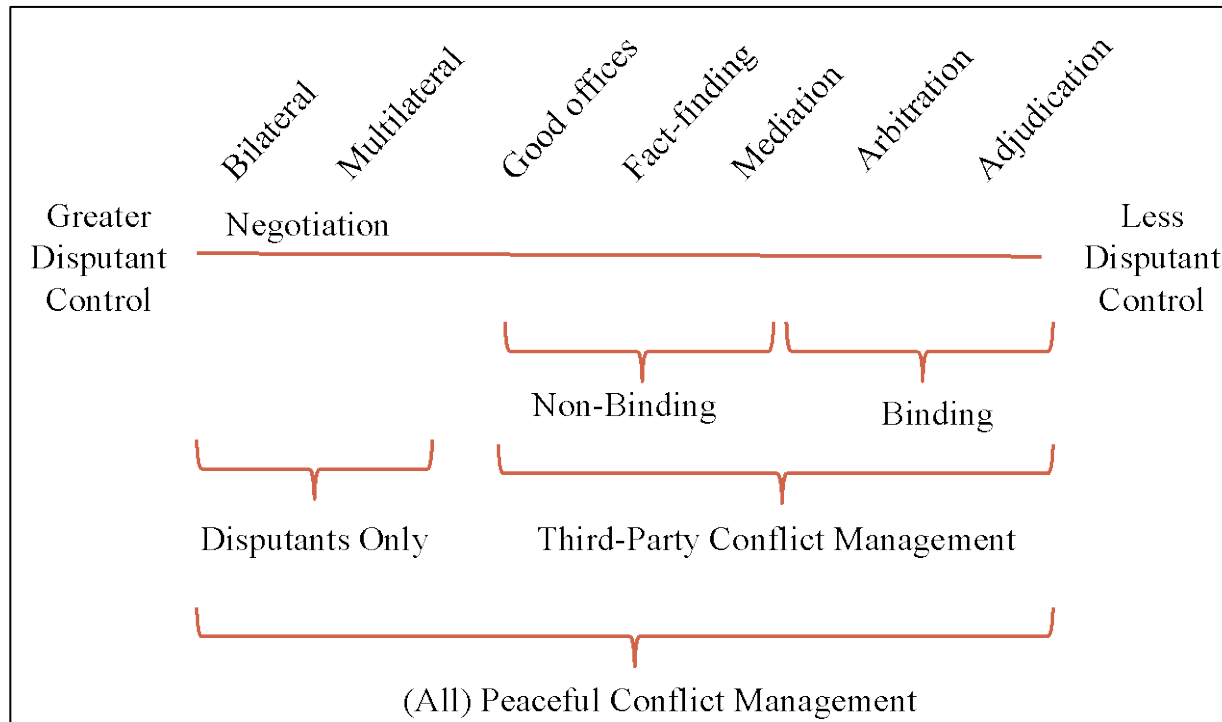 Bilateral
Multilateral
Good offices
Fact-finding
Mediation
Arbitration
Adjudication
Greater
Disputant
Control
Negotiation
Less
Disputant
Control
Non-Binding
Binding
Disputants Only
Third-Party Conflict Management
(All) Peaceful Conflict Management